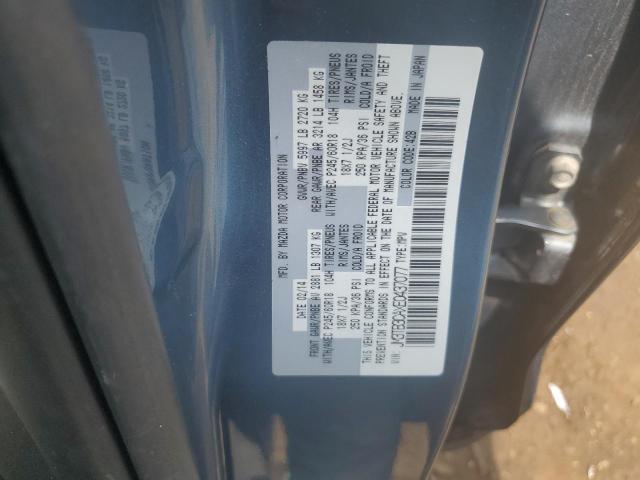 MFD. BY MAZDA MOTOR CORPORATION
DATE 02/14 GVWR/PNBV 5997 LB 2720 KG
FRONT GAWR/PNBE AV 2881 LB 1307 KG REAR GAWR/PNBE AR 3214 LB 1458 KG
WITH/AVEC P245/60R18 104H TIRES/PNEUS WITH/AVEC P245/60R18 104H TIRES/PNEUS
18X7 1/2J RIMS/JANTES 18X7 1/2J RIMS/JANTES
250 KPA/36 PSI COLD/A FROID 250 KPA/36 PSI COLD/A FROID
THIS VEHICLE CONFORMS TO ALL APPLICABLE FEDERAL MOTOR VEHICLE SAFETY AND THEFT
PREVENTION STANDARDS IN EFFECT ON THE DATE OF MANUFACTURE SHOWN ABOVE.
VIN: JM3TB3CAXE0437077 TYPE:MPV COLOR CODE:42B MADE IN JAPAN